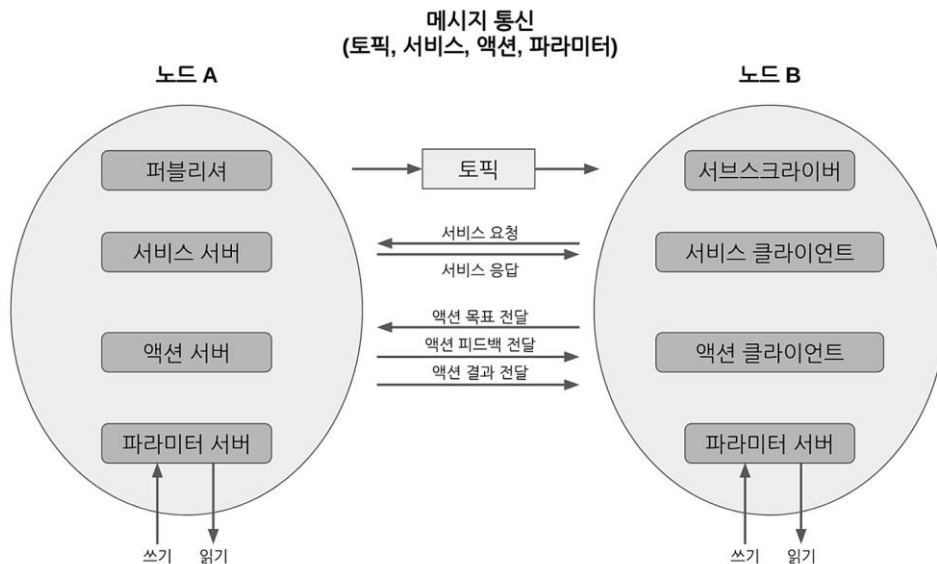 메시지 통신
(토픽, 서비스, 액션, 파라미터)
노드 A
노드 B
퍼블리셔
토픽
서브스크라이버
서비스 서버
서비스 요청
서비스 응답
서비스 클라이언트
액션 서버
액션 목표 전달
액션 피드백 전달
액션 결과 전달
액션 클라이언트
파라미터 서버
파라미터 서버
쓰기
읽기
쓰기
읽기